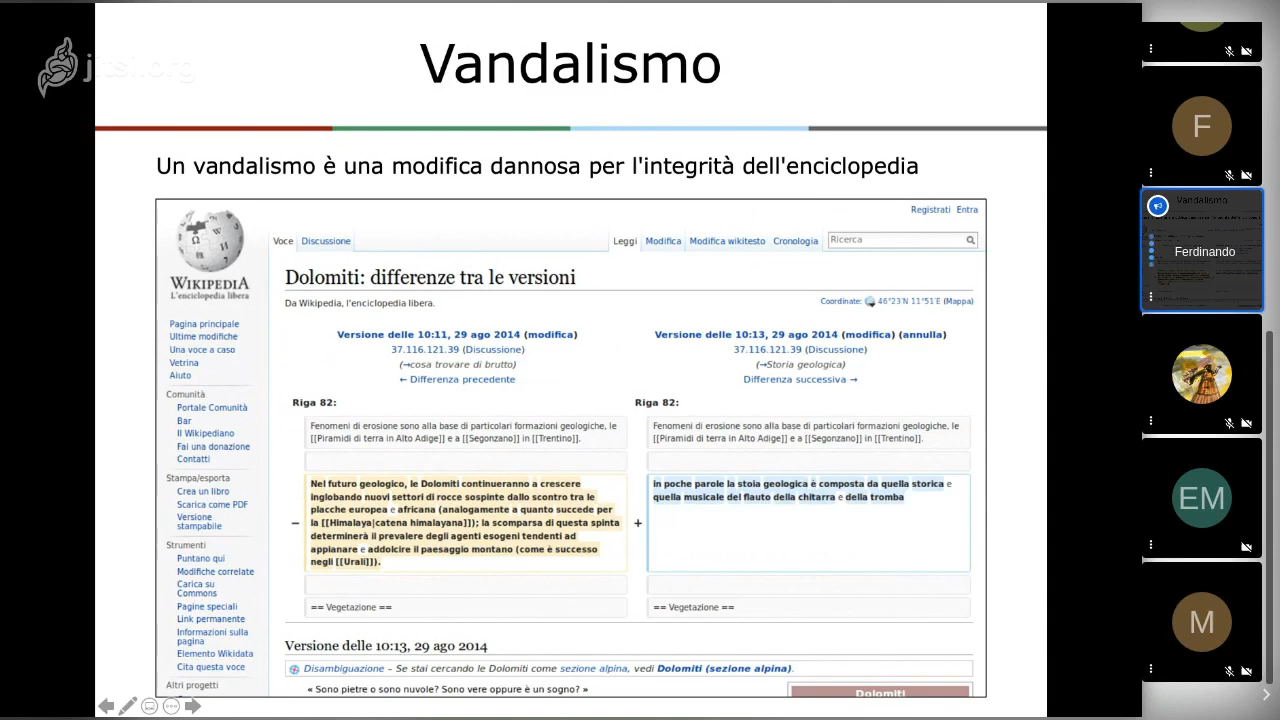 jitsi.org
Vandalismo
Un vandalismo è una modifica dannosa per l'integrità dell'enciclopedia
WIKIPEDIA
L'enciclopedia libera
Registrati Entra
Voce Discussione Leggi Modifica Modifica wikitesto Cronologia Ricerca
Dolomiti: differenze tra le versioni
Da Wikipedia, l'enciclopedia libera.
Coordinate: 46°23′N 11°51′E (Mappa)
Pagina principale
Ultime modifiche
Una voce a caso
Vetrina
Aiuto
Comunità
Portale Comunità
Bar
Il Wikipediano
Fai una donazione
Contatti
Stampa/esporta
Crea un libro
Scarica come PDF
Versione
stampabile
Strumenti
Puntano qui
Modifiche correlate
Carica su
Commons
Pagine speciali
Link permanente
Informazioni sulla
pagina
Elemento Wikidata
Cita questa voce
Altri progetti
Versione delle 10:11, 29 ago 2014 (modifica)
37.116.121.39 (Discussione)
(→cosa trovare di brutto)
← Differenza precedente
Versione delle 10:13, 29 ago 2014 (modifica) (annulla)
37.116.121.39 (Discussione)
(→Storia geologica)
Differenza successiva →
Riga 82:
Fenomeni di erosione sono alla base di particolari formazioni geologiche, le
[[Piramidi di terra in Alto Adige]] e a [[Segonzano]] in [[Trentino]].
− Nel futuro geologico, le Dolomiti continueranno a crescere
inglobando nuovi settori di rocce sospinte dallo scontro tra le
placche europea e africana (analogamente a quanto succede per
la [[Himalaya|catena himalayana]]); la scomparsa di questa spinta
determinerà il prevalere degli agenti esogeni tendenti ad
appianare e addolcire il paesaggio montano (come è successo
negli [[Urali]]).
== Vegetazione ==
Riga 82:
Fenomeni di erosione sono alla base di particolari formazioni geologiche, le
[[Piramidi di terra in Alto Adige]] e a [[Segonzano]] in [[Trentino]].
+ in poche parole la stoia geologica è composta da quella storica e
quella musicale del flauto della chitarra e della tromba
== Vegetazione ==
Versione delle 10:13, 29 ago 2014
Disambiguazione – Se stai cercando le Dolomiti come sezione alpina, vedi Dolomiti (sezione alpina).
« Sono pietre o sono nuvole? Sono vere oppure è un sogno? »
Dolomiti
F
Vandalismo
Ferdinando
EM
M